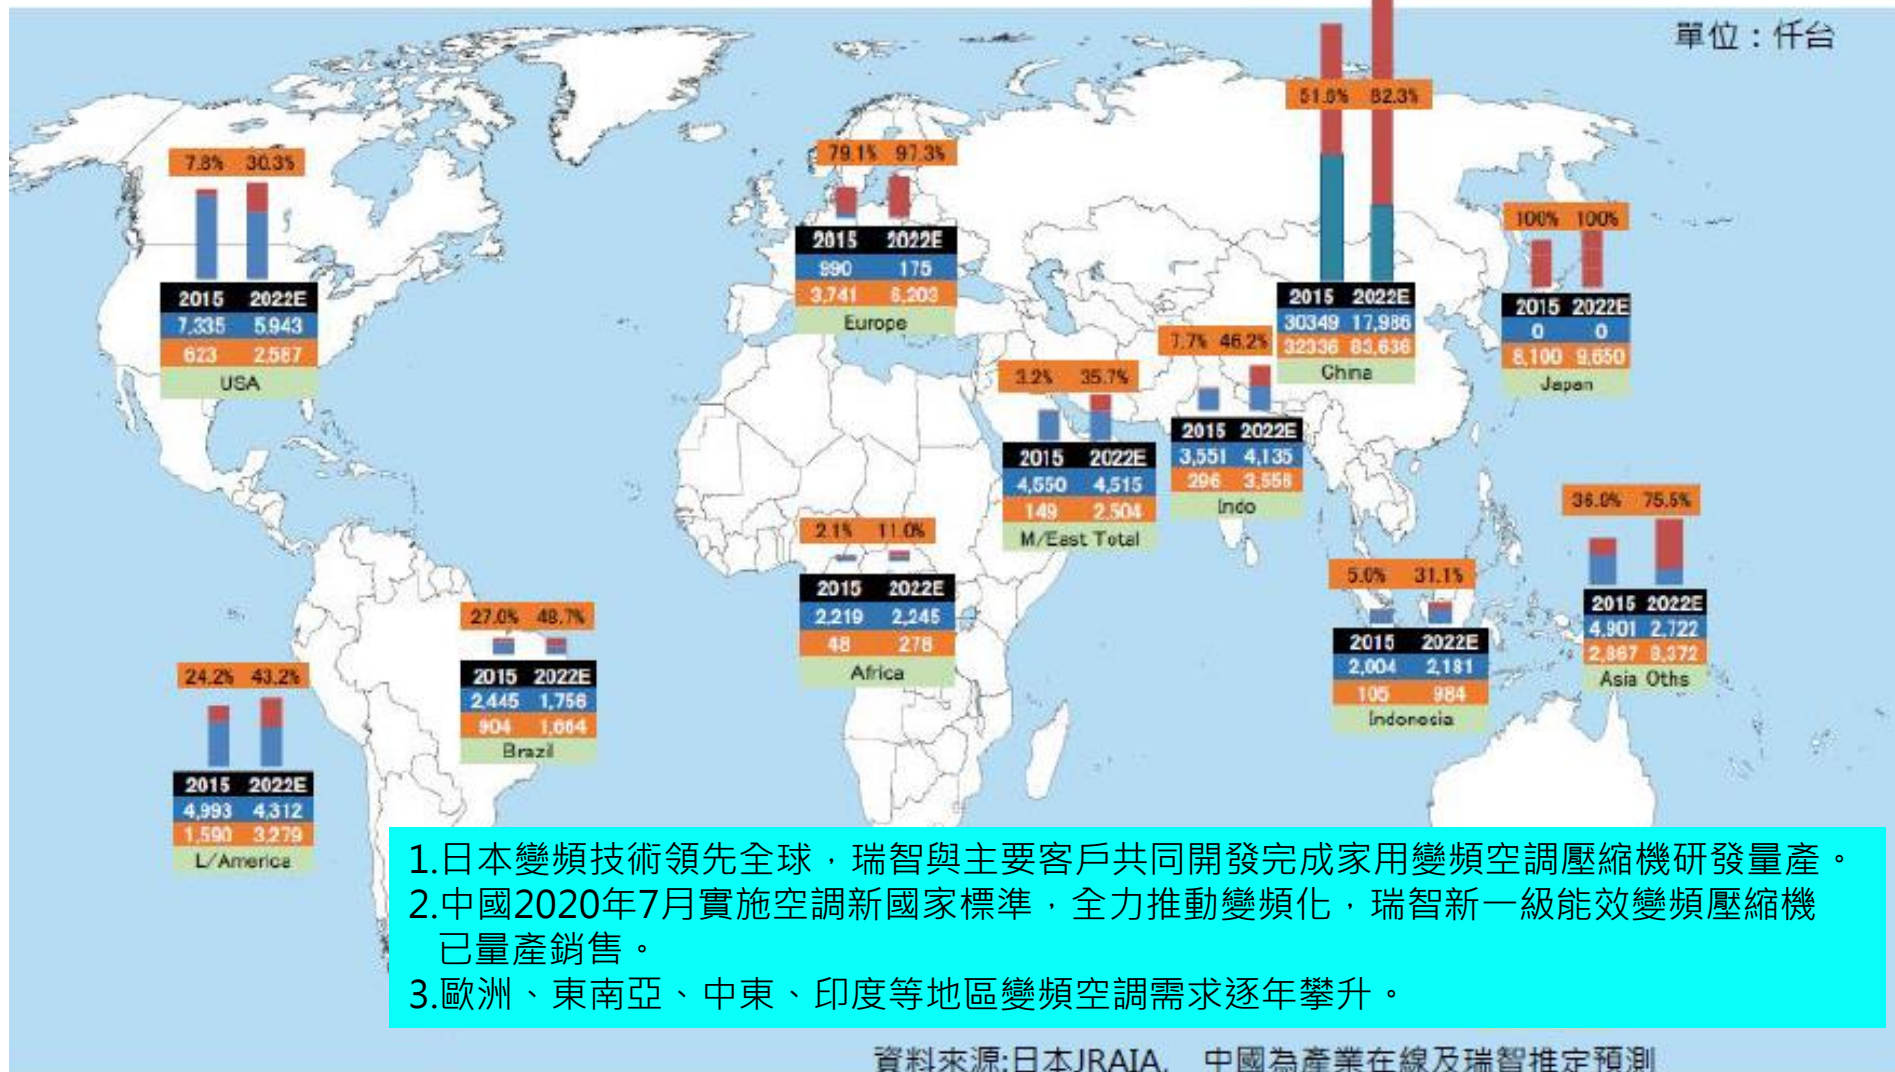 單位：仟台
7.8% 30.3%
2015 2022E
7,335 5,943
623 2,587
USA
79.1% 97.3%
2015 2022E
990 175
3,741 6,203
Europe
51.6% 82.3%
2015 2022E
30349 17,986
32336 83,636
China
100% 100%
2015 2022E
0 0
8,100 9,650
Japan
7.7% 46.2%
2015 2022E
3,551 4,135
296 3,556
Indo
3.2% 35.7%
2015 2022E
4,550 4,515
149 2,504
M/East Total
2.1% 11.0%
2015 2022E
2,219 2,245
48 278
Africa
36.9% 75.5%
2015 2022E
4,901 2,722
2,867 8,372
Asia Oths
5.0% 31.1%
2015 2022E
2,004 2,181
105 984
Indonesia
27.0% 48.7%
2015 2022E
2,445 1,756
904 1,664
Brazil
24.2% 43.2%
2015 2022E
4,993 4,312
1,590 3,279
L/America
1.日本變頻技術領先全球，瑞智與主要客戶共同開發完成家用變頻空調壓縮機研發量產。
2.中國2020年7月實施空調新國家標準，全力推動變頻化，瑞智新一級能效變頻壓縮機
已量產銷售。
3.歐洲、東南亞、中東、印度等地區變頻空調需求逐年攀升。
資料來源:日本JRAIA, 中國為產業在線及瑞智推定預測